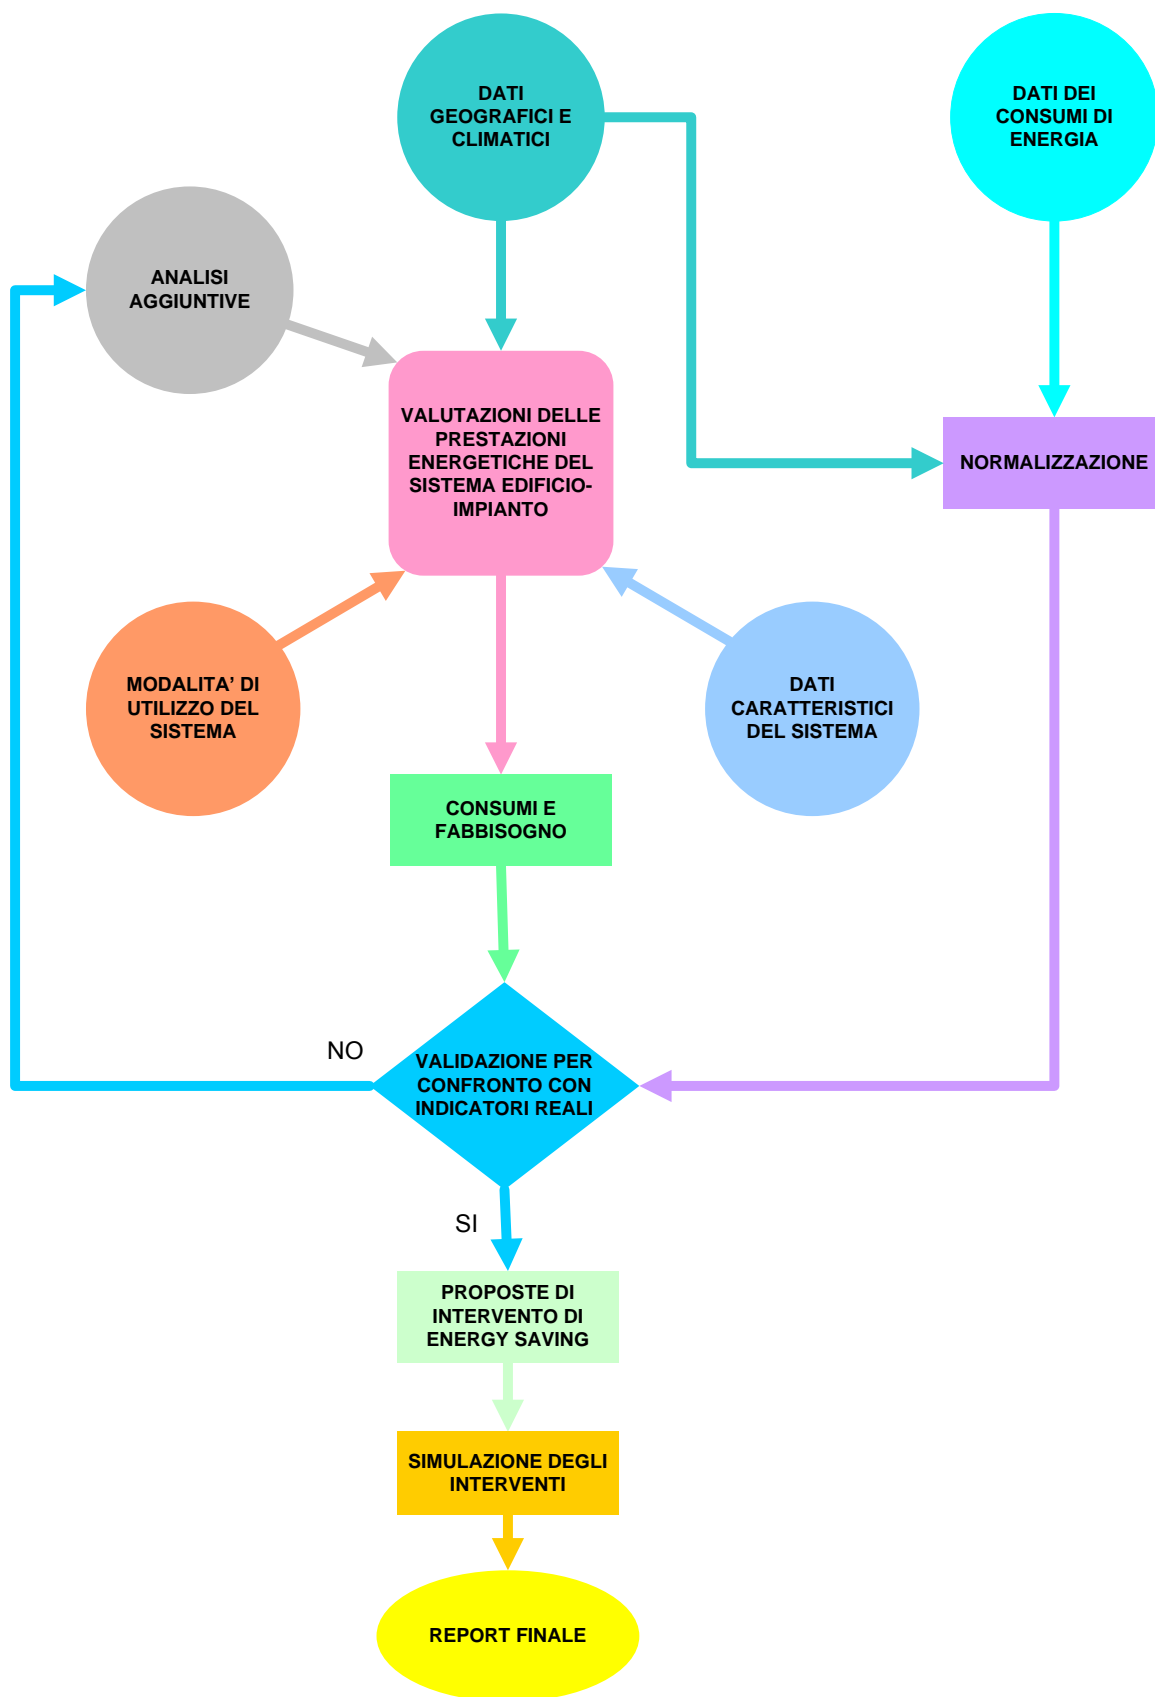 DATI
GEOGRAFICI E
CLIMATICI
DATI DEI
CONSUMI DI
ENERGIA
ANALISI
AGGIUNTIVE
VALUTAZIONI DELLE
PRESTAZIONI
ENERGETICHE DEL
SISTEMA EDIFICIO-
IMPIANTO
NORMALIZZAZIONE
MODALITA’ DI
UTILIZZO DEL
SISTEMA
DATI
CARATTERISTICI
DEL SISTEMA
CONSUMI E
FABBISOGNO
NO
VALIDAZIONE PER
CONFRONTO CON
INDICATORI REALI
SI
PROPOSTE DI
INTERVENTO DI
ENERGY SAVING
SIMULAZIONE DEGLI
INTERVENTI
REPORT FINALE